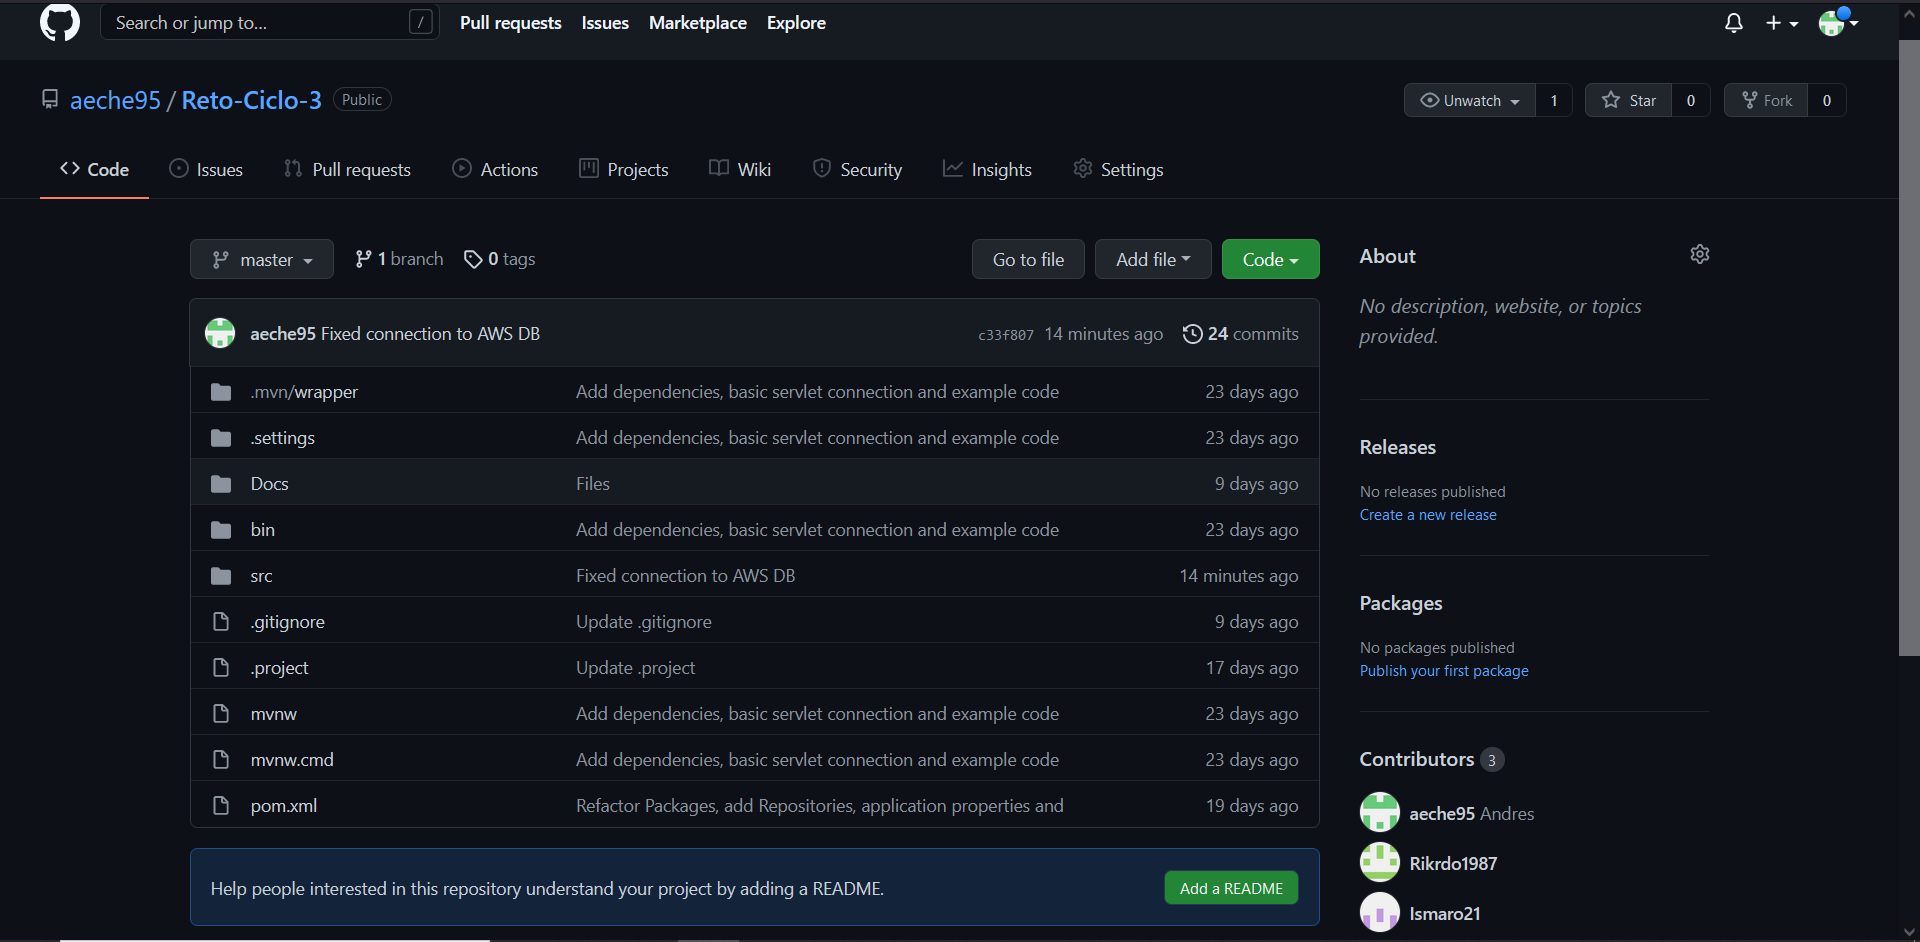 Search or jump to... /
Pull requests Issues Marketplace Explore
aeche95 / Reto-Ciclo-3 Public
Unwatch 1 Star 0 Fork 0
Code Issues Pull requests Actions Projects Wiki Security Insights Settings
master 1 branch 0 tags Go to file Add file Code
aeche95 Fixed connection to AWS DB c33f807 14 minutes ago 24 commits
.mvn/wrapper Add dependencies, basic servlet connection and example code 23 days ago
.settings Add dependencies, basic servlet connection and example code 23 days ago
Docs Files 9 days ago
bin Add dependencies, basic servlet connection and example code 23 days ago
src Fixed connection to AWS DB 14 minutes ago
.gitignore Update .gitignore 9 days ago
.project Update .project 17 days ago
mvnw Add dependencies, basic servlet connection and example code 23 days ago
mvnw.cmd Add dependencies, basic servlet connection and example code 23 days ago
pom.xml Refactor Packages, add Repositories, application properties and 19 days ago
Help people interested in this repository understand your project by adding a README. Add a README
About
No description, website, or topics
provided.
Releases
No releases published
Create a new release
Packages
No packages published
Publish your first package
Contributors 3
aeche95 Andres
Rikrdo1987
Ismaro21